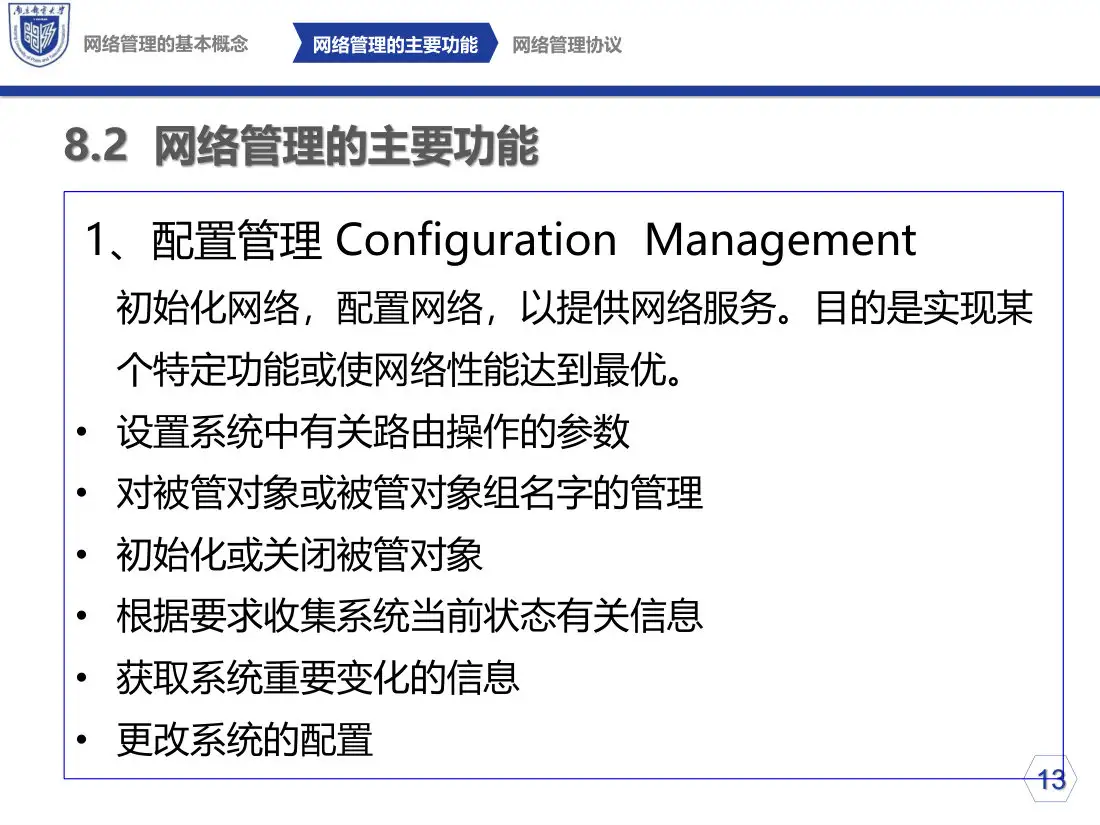 南京邮电大学
网络管理的基本概念
网络管理的主要功能
网络管理协议
8.2 网络管理的主要功能
1、配置管理 Configuration Management
初始化网络，配置网络，以提供网络服务。目的是实现某
个特定功能或使网络性能达到最优。
• 设置系统中有关路由操作的参数
• 对被管对象或被管对象组名字的管理
• 初始化或关闭被管对象
• 根据要求收集系统当前状态有关信息
• 获取系统重要变化的信息
• 更改系统的配置
13